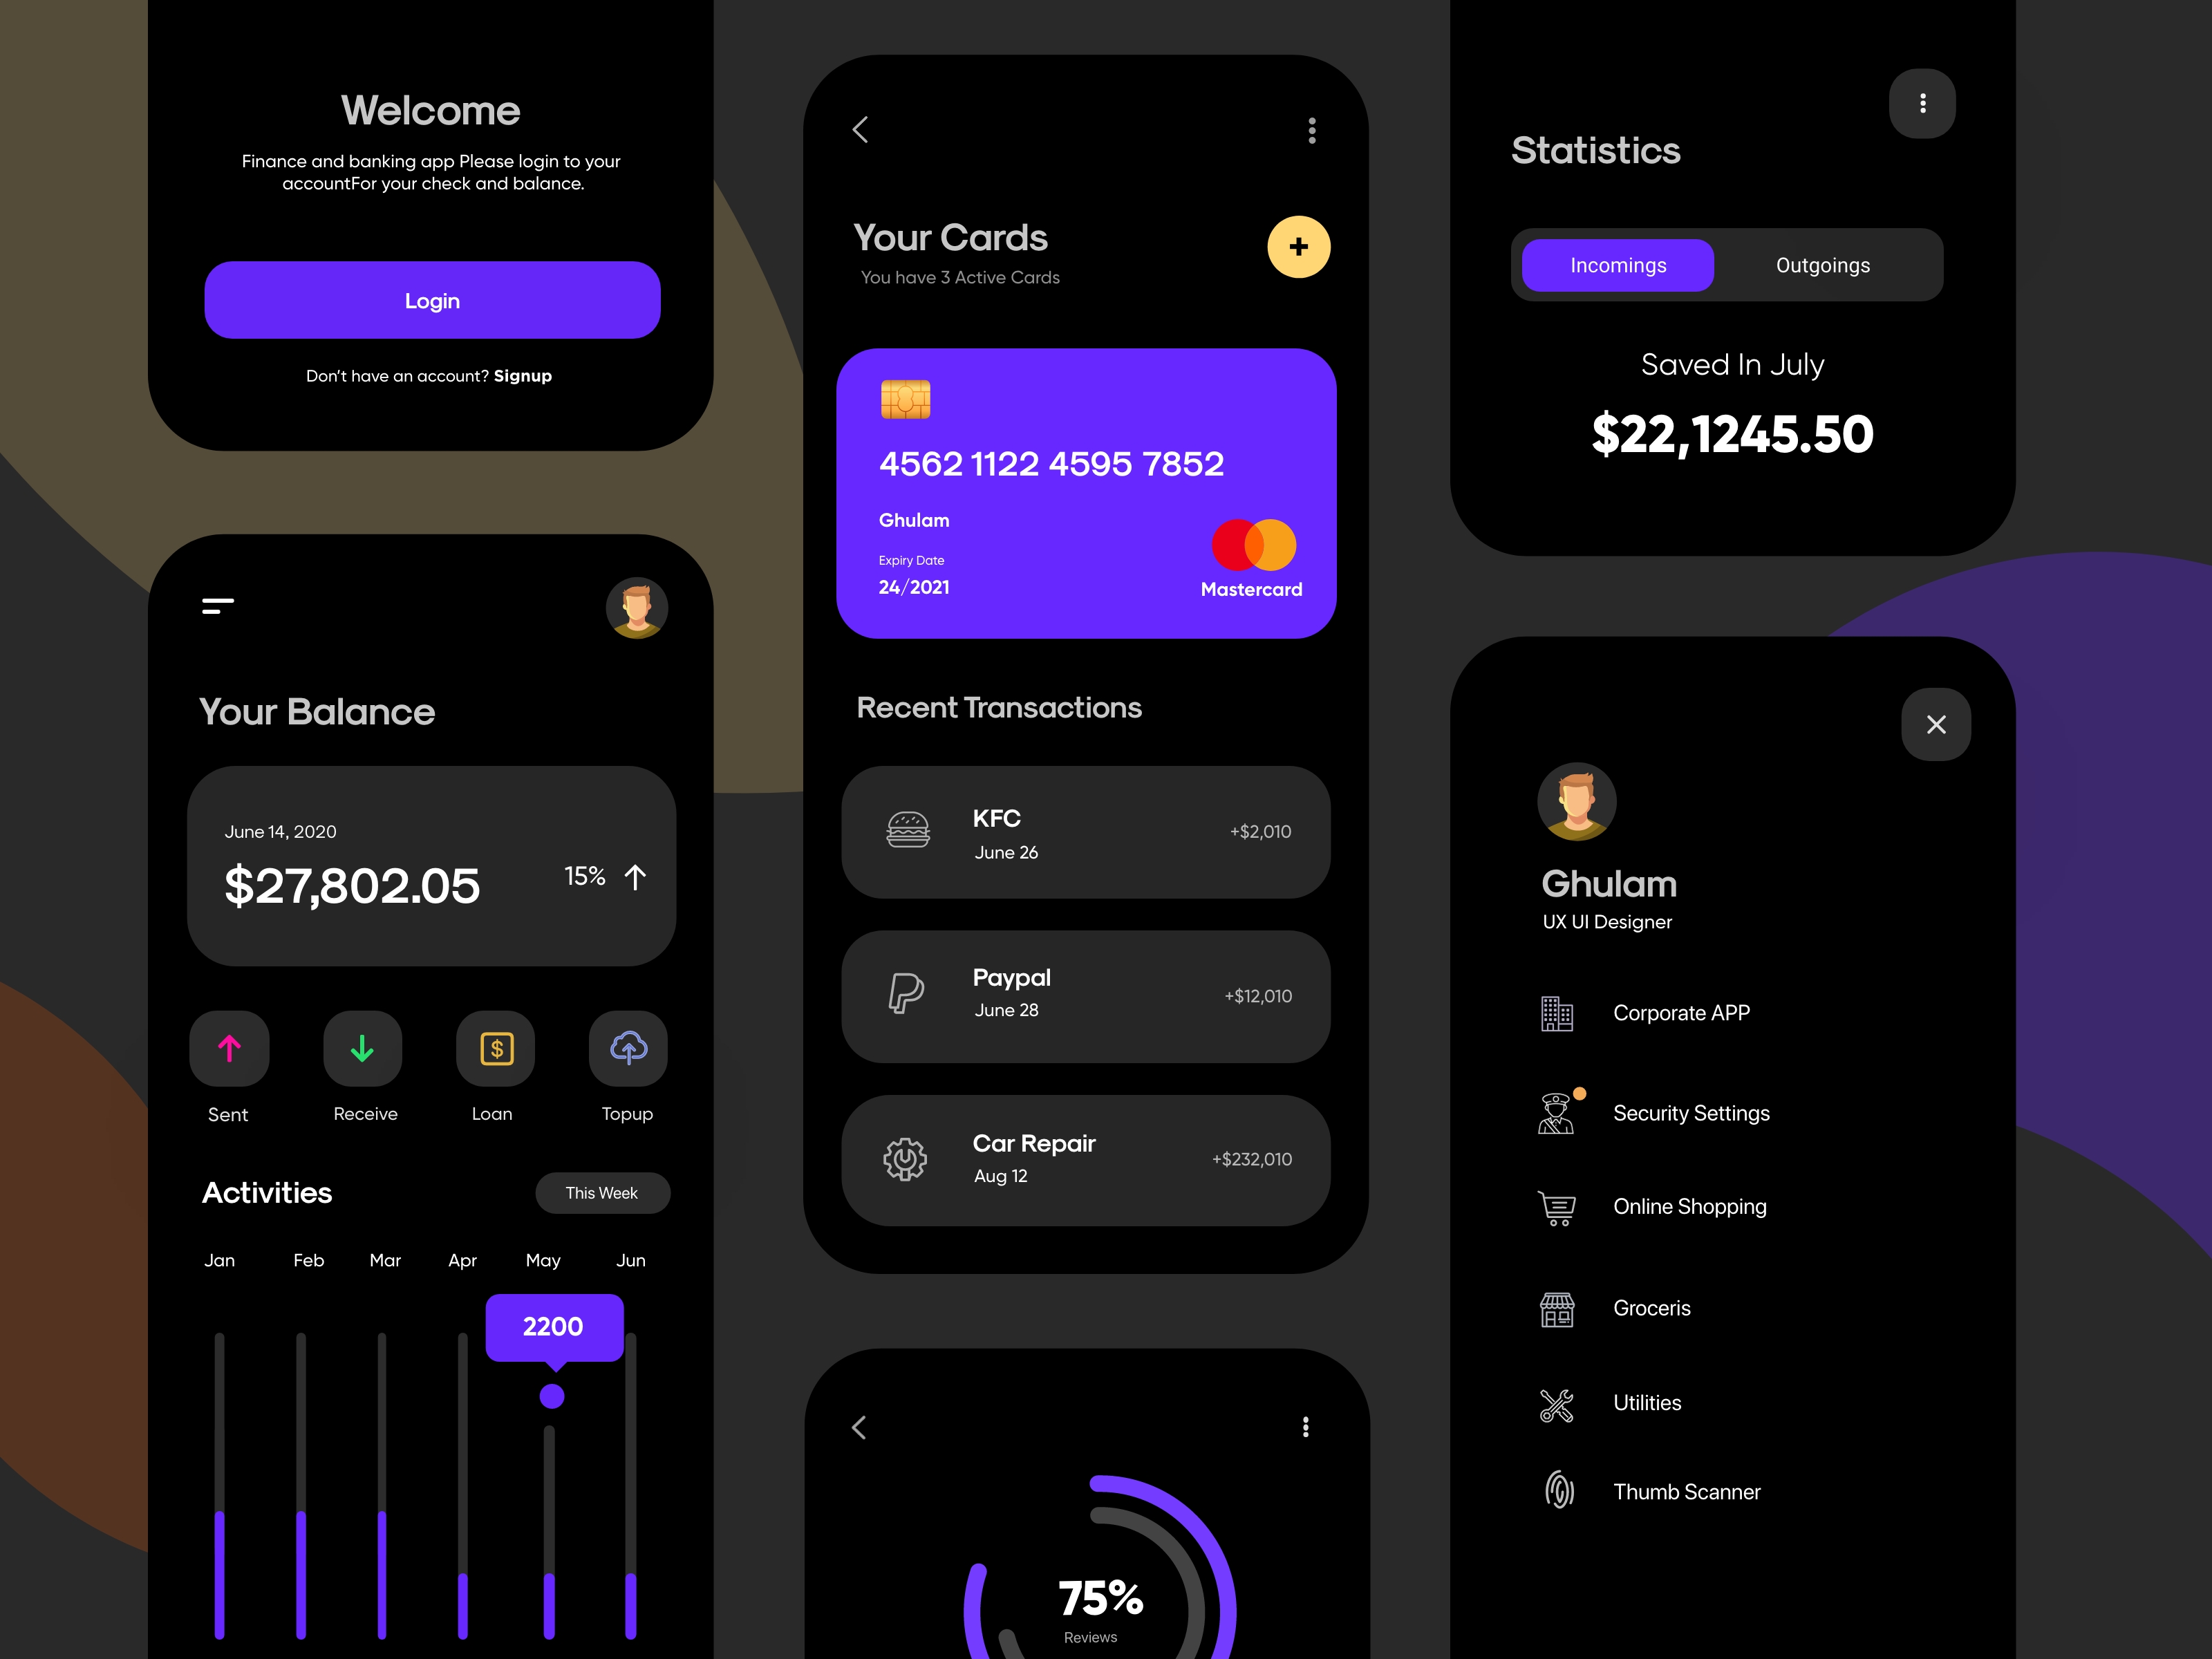 Welcome
Finance and banking app Please login to your
accountFor your check and balance.
Login
Don't have an account? Signup
Your Balance
June 14, 2020
$27,802.05
15%
Sent
Receive
Loan
Topup
Activities
This Week
Jan
Feb
Mar
Apr
May
Jun
2200
Your Cards
You have 3 Active Cards
4562 1122 4595 7852
Ghulam
Expiry Date
24/2021
Mastercard
Recent Transactions
KFC
June 26
+$2,010
Paypal
June 28
+$12,010
Car Repair
Aug 12
+$232,010
75%
Reviews
Statistics
Incomings
Outgoings
Saved In July
$22,1245.50
Ghulam
UX UI Designer
Corporate APP
Security Settings
Online Shopping
Groceris
Utilities
Thumb Scanner